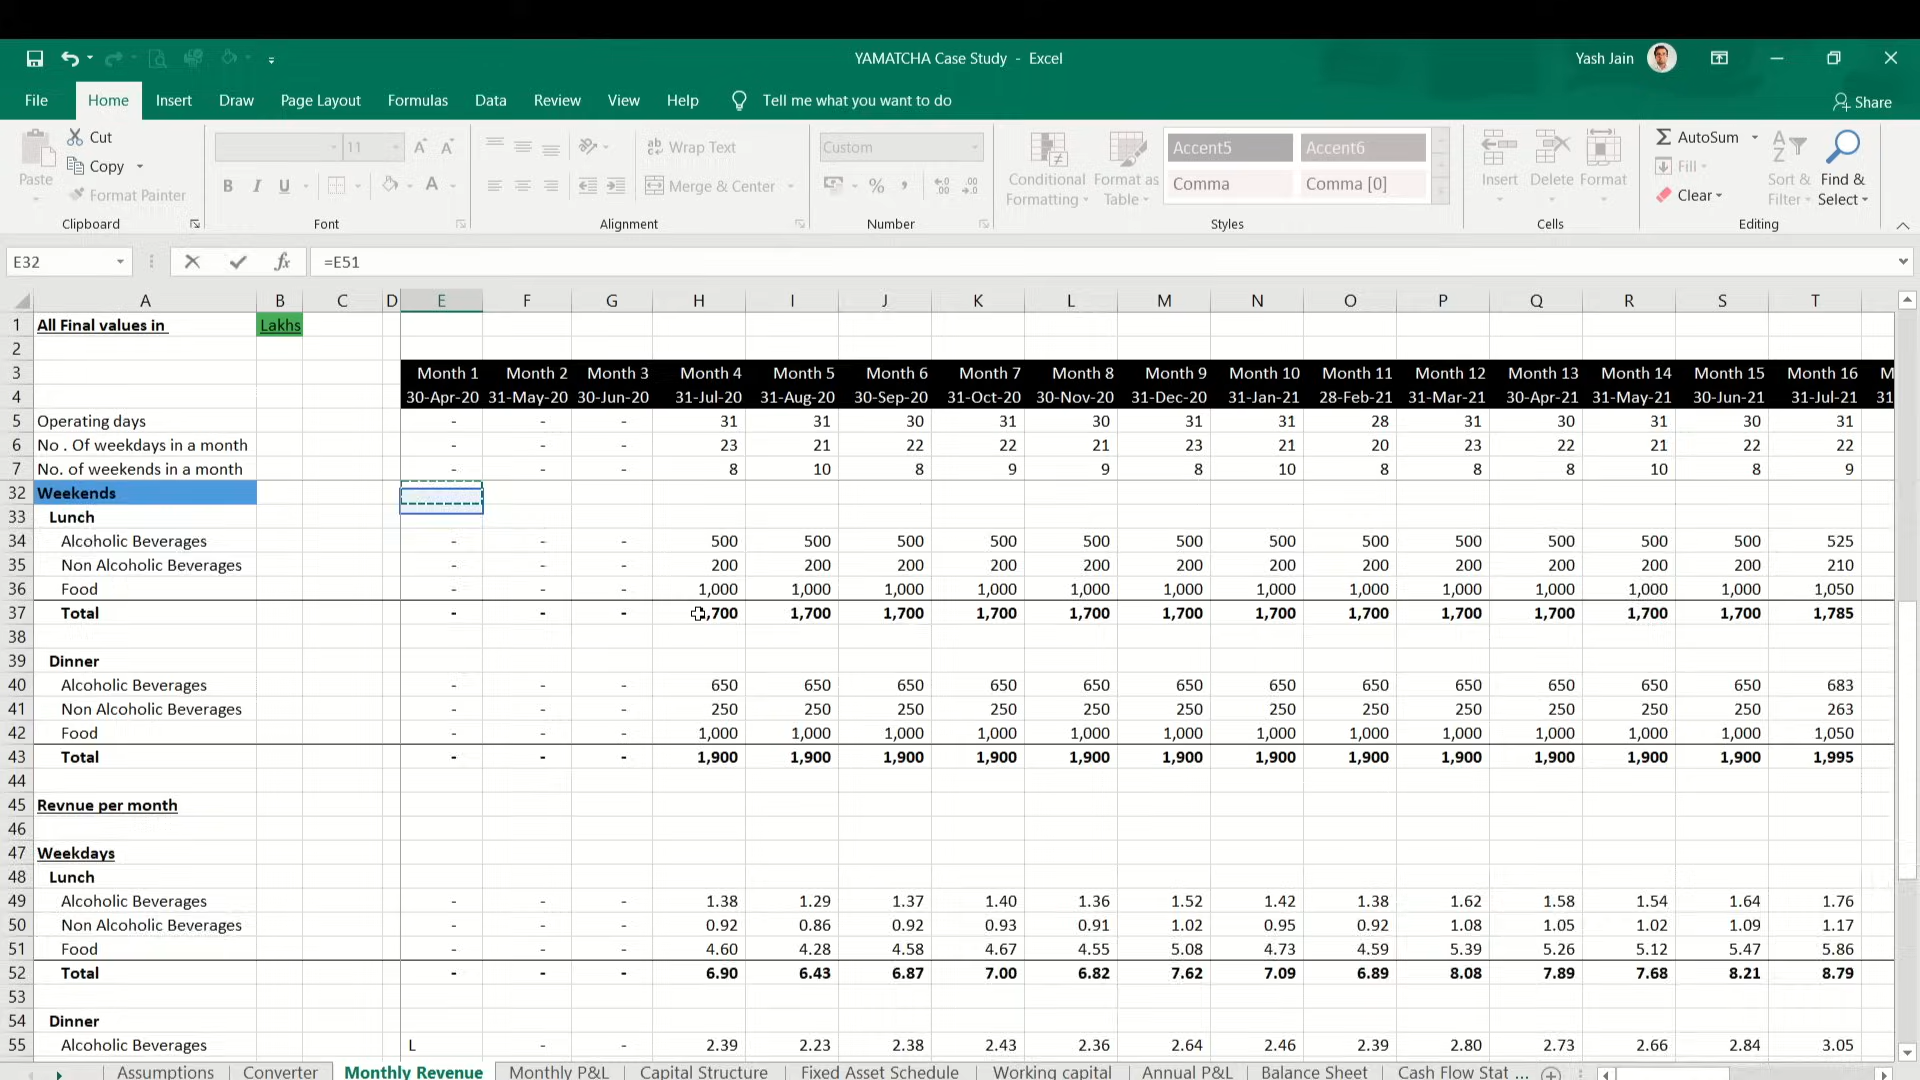 YAMATCHA Case Study - Excel
Yash Jain
File Home Insert Draw Page Layout Formulas Data Review View Help Tell me what you want to do Share
Paste Cut Copy Format Painter Clipboard
11 B I U A Font
Wrap Text Merge & Center Alignment
Custom % Number
Conditional Formatting Format as Table Accent5 Accent6 Comma Comma [0] Styles
Insert Delete Format Cells
AutoSum Fill Clear Sort & Filter Find & Select Editing
E32 fx =E51
A B C D E F G H I J K L M N O P Q R S T
1 All Final values in Lakhs
2
3 Month 1 Month 2 Month 3 Month 4 Month 5 Month 6 Month 7 Month 8 Month 9 Month 10 Month 11 Month 12 Month 13 Month 14 Month 15 Month 16 M
4 30-Apr-20 31-May-20 30-Jun-20 31-Jul-20 31-Aug-20 30-Sep-20 31-Oct-20 30-Nov-20 31-Dec-20 31-Jan-21 28-Feb-21 31-Mar-21 30-Apr-21 31-May-21 30-Jun-21 31-Jul-21 31
5 Operating days - - - 31 31 30 31 30 31 31 28 31 30 31 30 31
6 No . Of weekdays in a month - - - 23 21 22 22 21 23 21 20 23 22 21 22 22
7 No. of weekends in a month - - - 8 10 8 9 9 8 10 8 8 8 10 8 9
32 Weekends
33 Lunch
34 Alcoholic Beverages - - - 500 500 500 500 500 500 500 500 500 500 500 500 525
35 Non Alcoholic Beverages - - - 200 200 200 200 200 200 200 200 200 200 200 200 210
36 Food - - - 1,000 1,000 1,000 1,000 1,000 1,000 1,000 1,000 1,000 1,000 1,000 1,000 1,050
37 Total - - - 1,700 1,700 1,700 1,700 1,700 1,700 1,700 1,700 1,700 1,700 1,700 1,700 1,785
38
39 Dinner
40 Alcoholic Beverages - - - 650 650 650 650 650 650 650 650 650 650 650 650 683
41 Non Alcoholic Beverages - - - 250 250 250 250 250 250 250 250 250 250 250 250 263
42 Food - - - 1,000 1,000 1,000 1,000 1,000 1,000 1,000 1,000 1,000 1,000 1,000 1,000 1,050
43 Total - - - 1,900 1,900 1,900 1,900 1,900 1,900 1,900 1,900 1,900 1,900 1,900 1,900 1,995
44
45 Revnue per month
46
47 Weekdays
48 Lunch
49 Alcoholic Beverages - - - 1.38 1.29 1.37 1.40 1.36 1.52 1.42 1.38 1.62 1.58 1.54 1.64 1.76
50 Non Alcoholic Beverages - - - 0.92 0.86 0.92 0.93 0.91 1.02 0.95 0.92 1.08 1.05 1.02 1.09 1.17
51 Food - - - 4.60 4.28 4.58 4.67 4.55 5.08 4.73 4.59 5.39 5.26 5.12 5.47 5.86
52 Total - - - 6.90 6.43 6.87 7.00 6.82 7.62 7.09 6.89 8.08 7.89 7.68 8.21 8.79
53
54 Dinner
55 Alcoholic Beverages L - - 2.39 2.23 2.38 2.43 2.36 2.64 2.46 2.39 2.80 2.73 2.66 2.84 3.05
Assumptions Converter Monthly Revenue Monthly P&L Capital Structure Fixed Asset Schedule Working capital Annual P&L Balance Sheet Cash Flow Stat ...